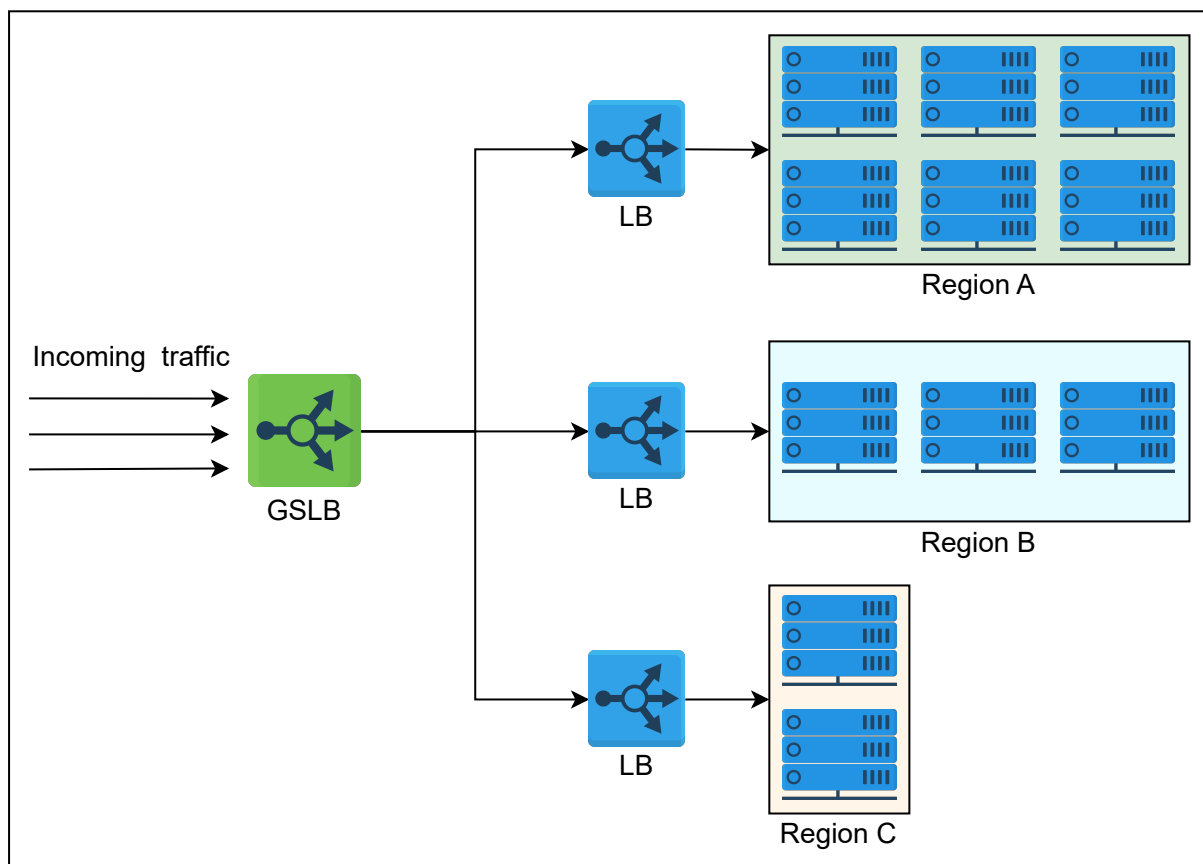 LB
Region A
Incoming traffic
GSLB
LB
Region B
LB
Region C